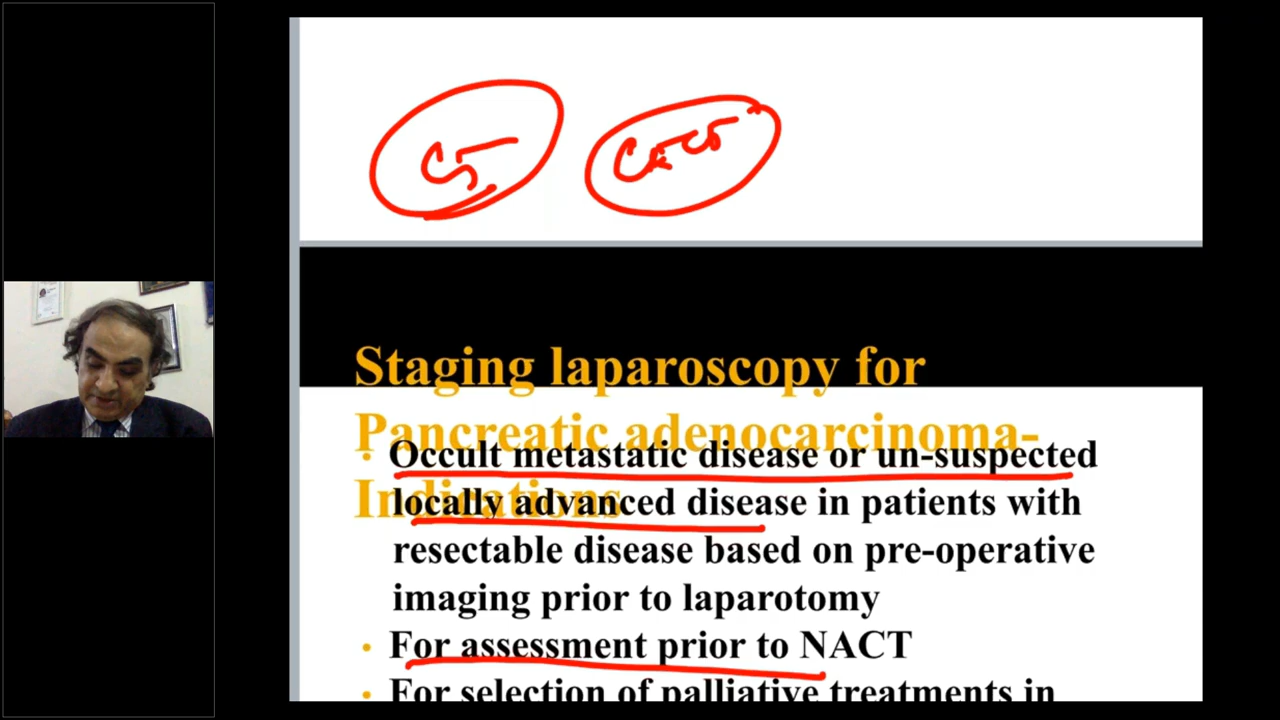 Staging laparoscopy for
Pancreatic adenocarcinoma-
Indications
• Occult metastatic disease or un-suspected
locally advanced disease in patients with
resectable disease based on pre-operative
imaging prior to laparotomy
• For assessment prior to NACT
• For selection of palliative treatments in